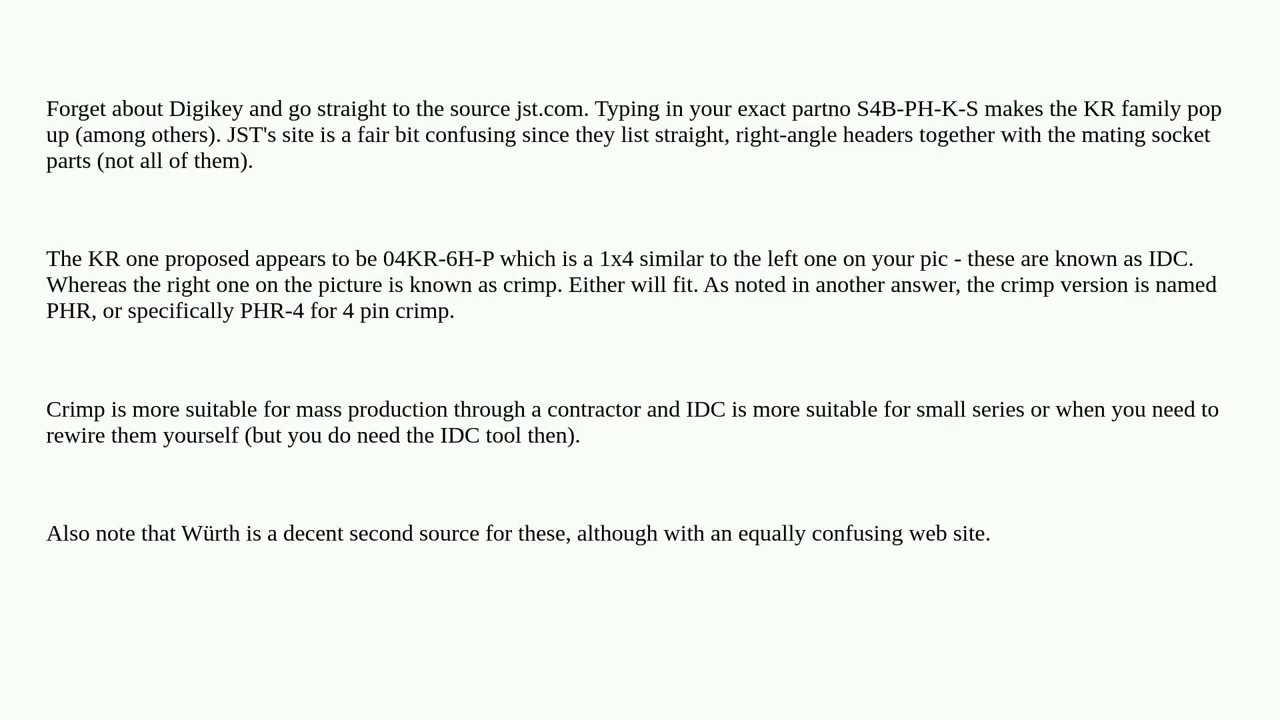 Forget about Digikey and go straight to the source jst.com. Typing in your exact partno S4B-PH-K-S makes the KR family pop
up (among others). JST's site is a fair bit confusing since they list straight, right-angle headers together with the mating socket
parts (not all of them).
The KR one proposed appears to be 04KR-6H-P which is a 1x4 similar to the left one on your pic - these are known as IDC.
Whereas the right one on the picture is known as crimp. Either will fit. As noted in another answer, the crimp version is named
PHR, or specifically PHR-4 for 4 pin crimp.
Crimp is more suitable for mass production through a contractor and IDC is more suitable for small series or when you need to
rewire them yourself (but you do need the IDC tool then).
Also note that Würth is a decent second source for these, although with an equally confusing web site.